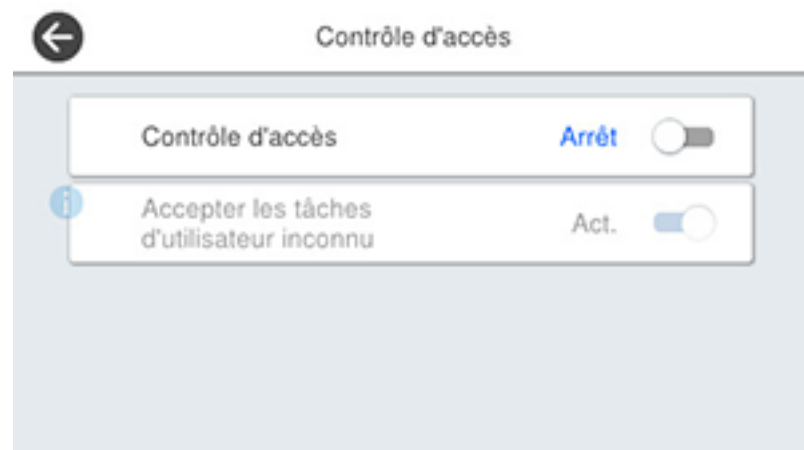 Contrôle d'accès
Contrôle d'accès Arrêt
Accepter les tâches
d'utilisateur inconnu Act.